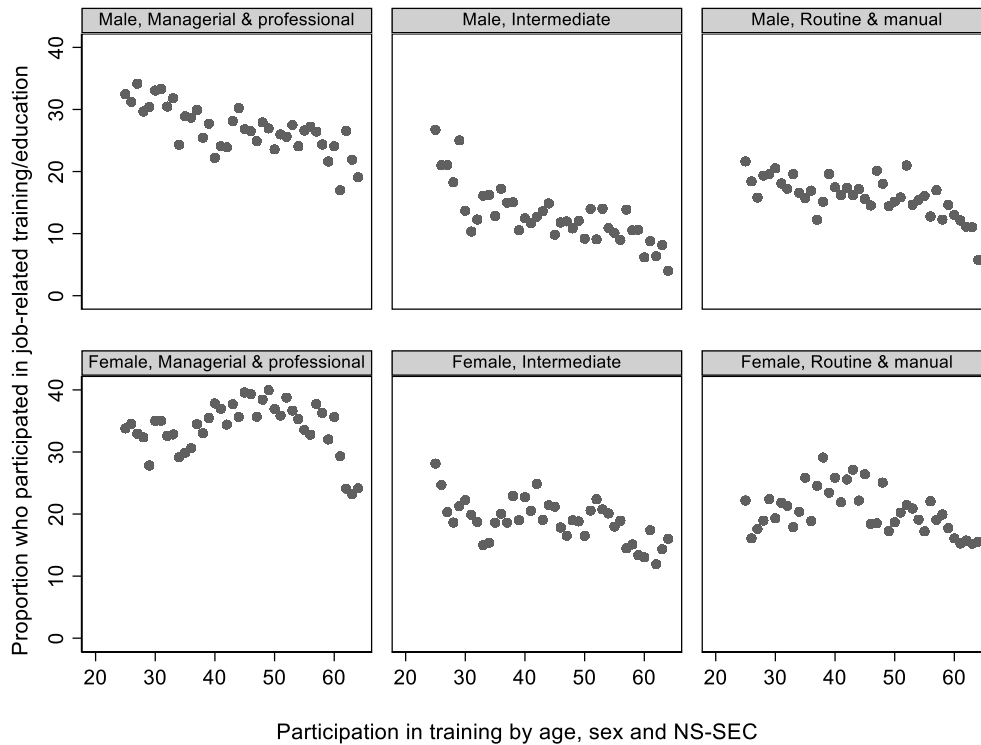 Male, Managerial & professional
Male, Intermediate
Male, Routine & manual
Proportion who participated in job-related training/education
40
30
20
10
0
Female, Managerial & professional
Female, Intermediate
Female, Routine & manual
40
30
20
10
0
20 30 40 50 60
20 30 40 50 60
20 30 40 50 60
Participation in training by age, sex and NS-SEC